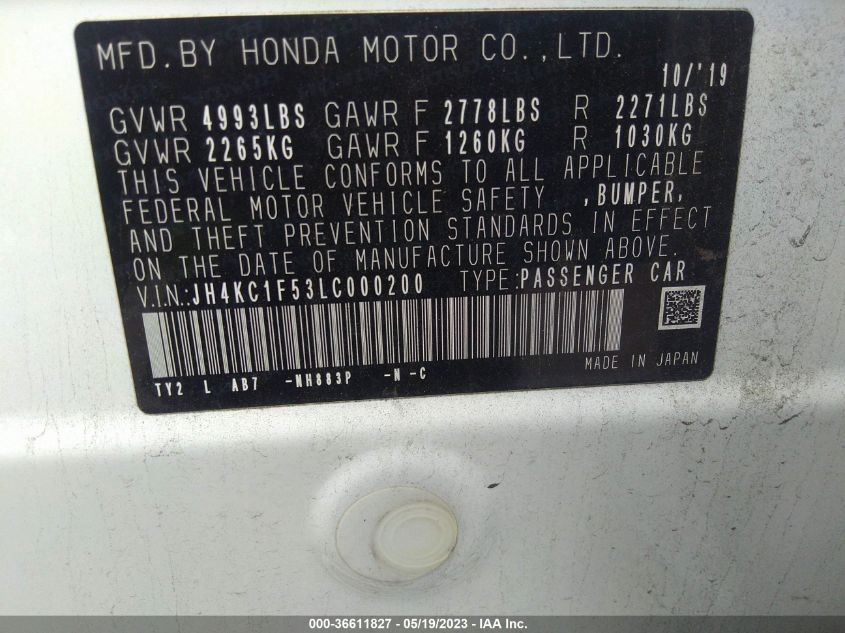 MFD.BY HONDA MOTOR CO.,LTD.
10/'19
GVWR 4993LBS GAWR F 2778LBS R 2271LBS
GVWR 2265KG GAWR F 1260KG R 1030KG
THIS VEHICLE CONFORMS TO ALL APPLICABLE
FEDERAL MOTOR VEHICLE SAFETY ,BUMPER,
AND THEFT PREVENTION STANDARDS IN EFFECT
ON THE DATE OF MANUFACTURE SHOWN ABOVE.
V.I.N.:JH4KC1F53LC000200 TYPE:PASSENGER CAR
MADE IN JAPAN
TY2 L AB7 -NH883P -N -C
000-36611827 - 05/19/2023 - IAA Inc.